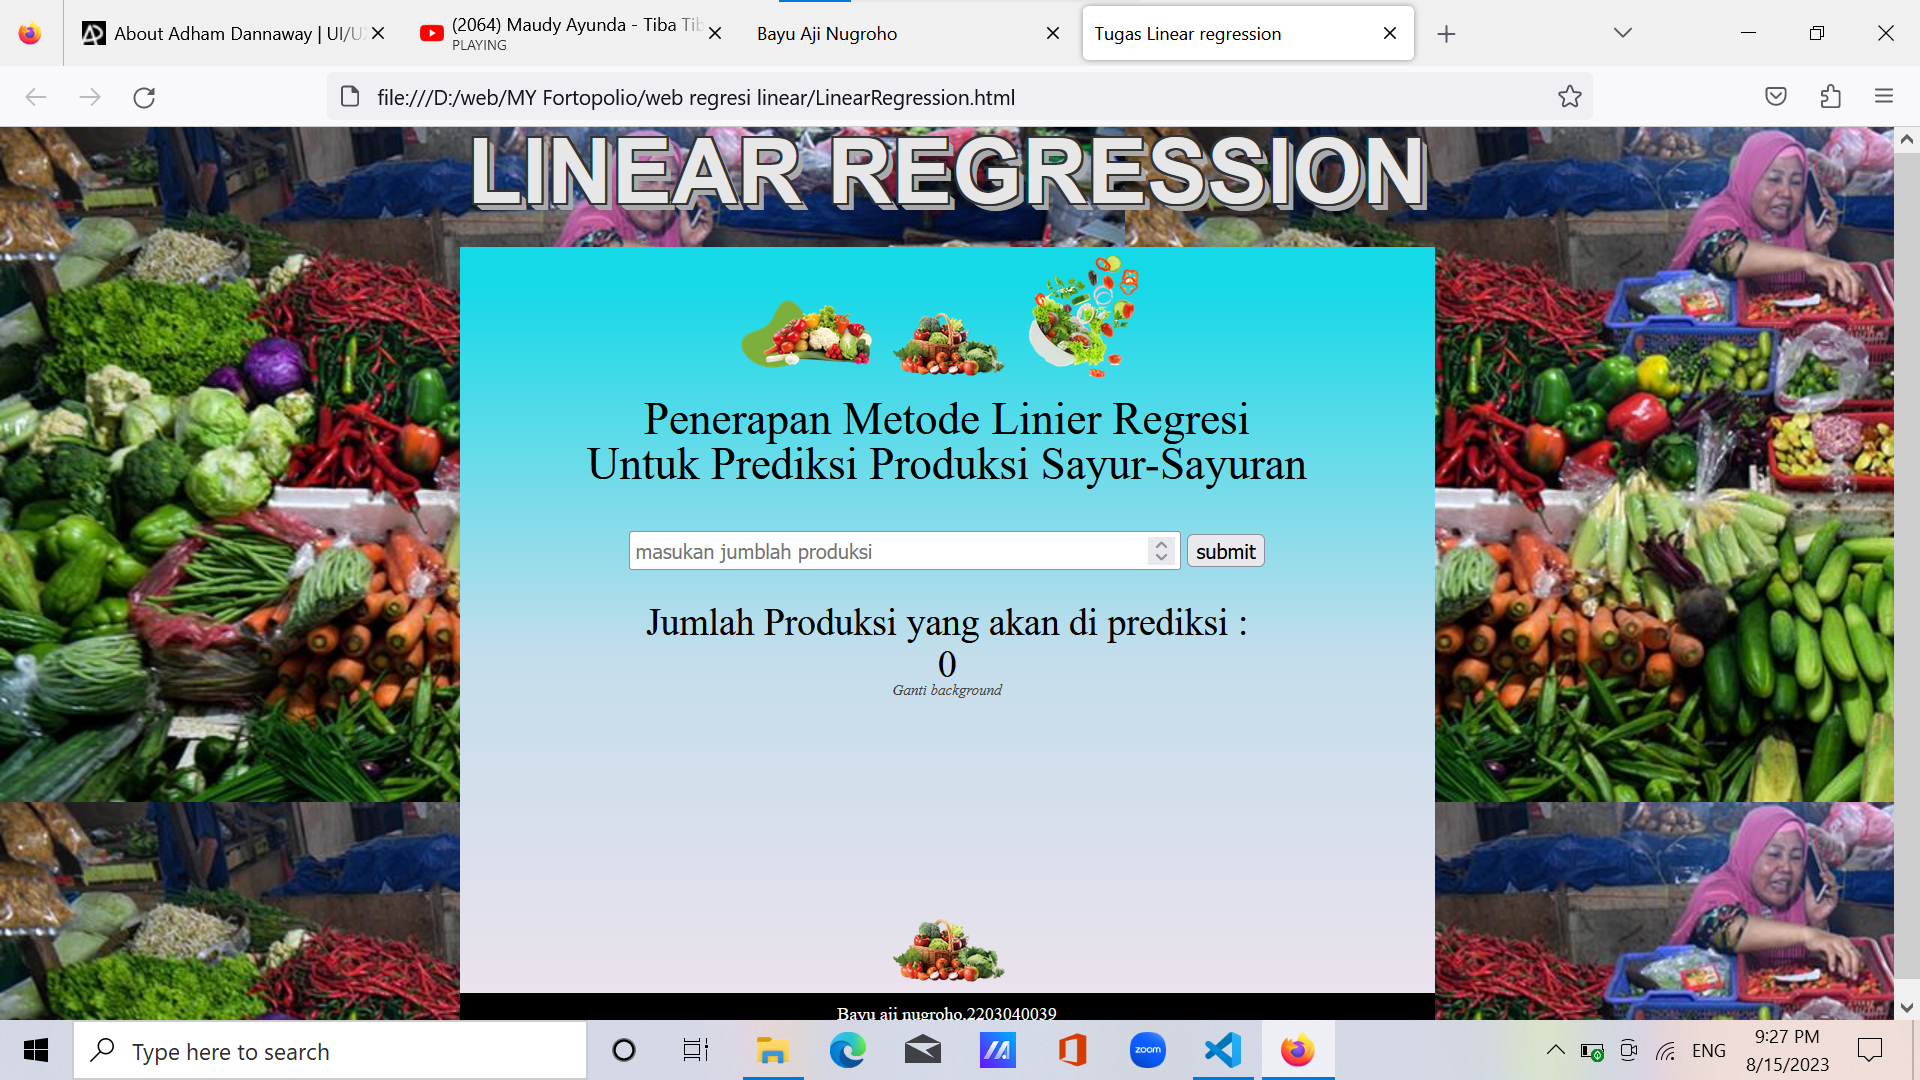 About Adham Dannaway | UI/UX
(2064) Maudy Ayunda - Tiba Tib
PLAYING
Bayu Aji Nugroho
Tugas Linear regression
file:///D:/web/MY Fortopolio/web regresi linear/LinearRegression.html
LINEAR REGRESSION
Penerapan Metode Linier Regresi
Untuk Prediksi Produksi Sayur-Sayuran
masukan jumblah produksi
submit
Jumlah Produksi yang akan di prediksi :
0
Ganti background
Bayu aji nugroho,2203040039
Type here to search
zoom
ENG
9:27 PM
8/15/2023